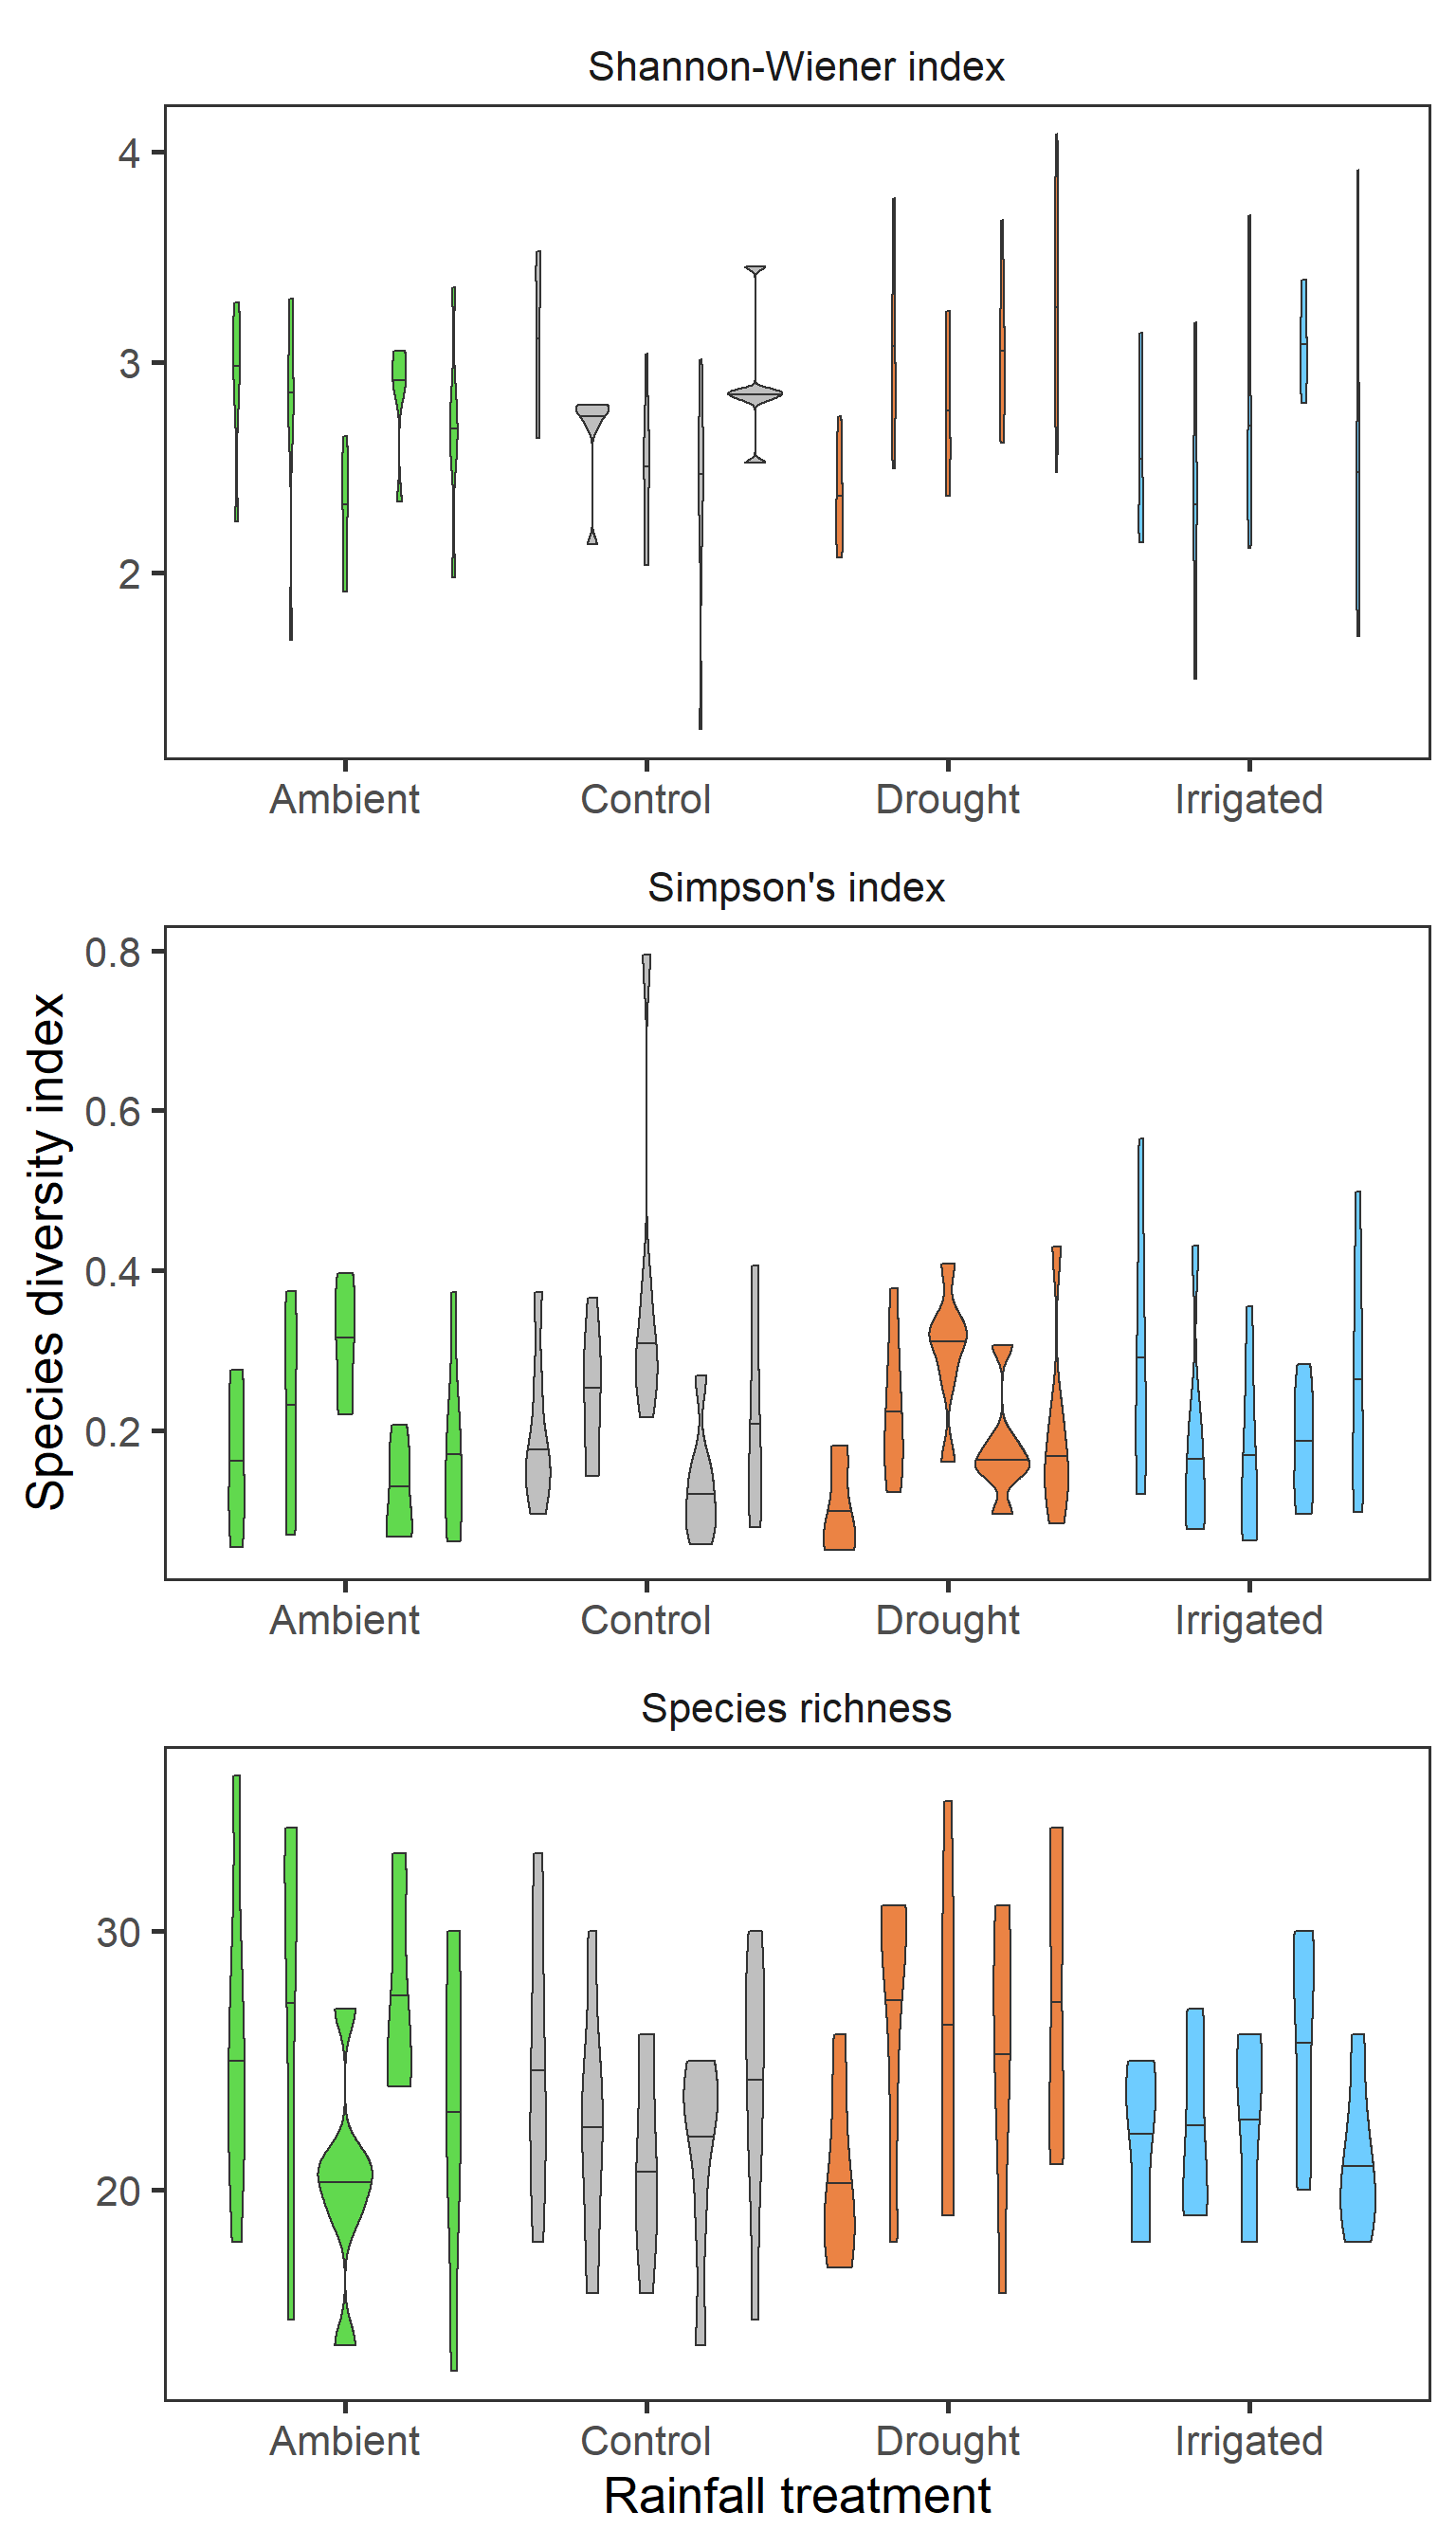 Shannon-Wiener index
4
3
2
Ambient Control Drought Irrigated
Simpson's index
0.8
0.6
0.4
0.2
Ambient Control Drought Irrigated
Species diversity index
Species richness
30
20
Ambient Control Drought Irrigated
Rainfall treatment